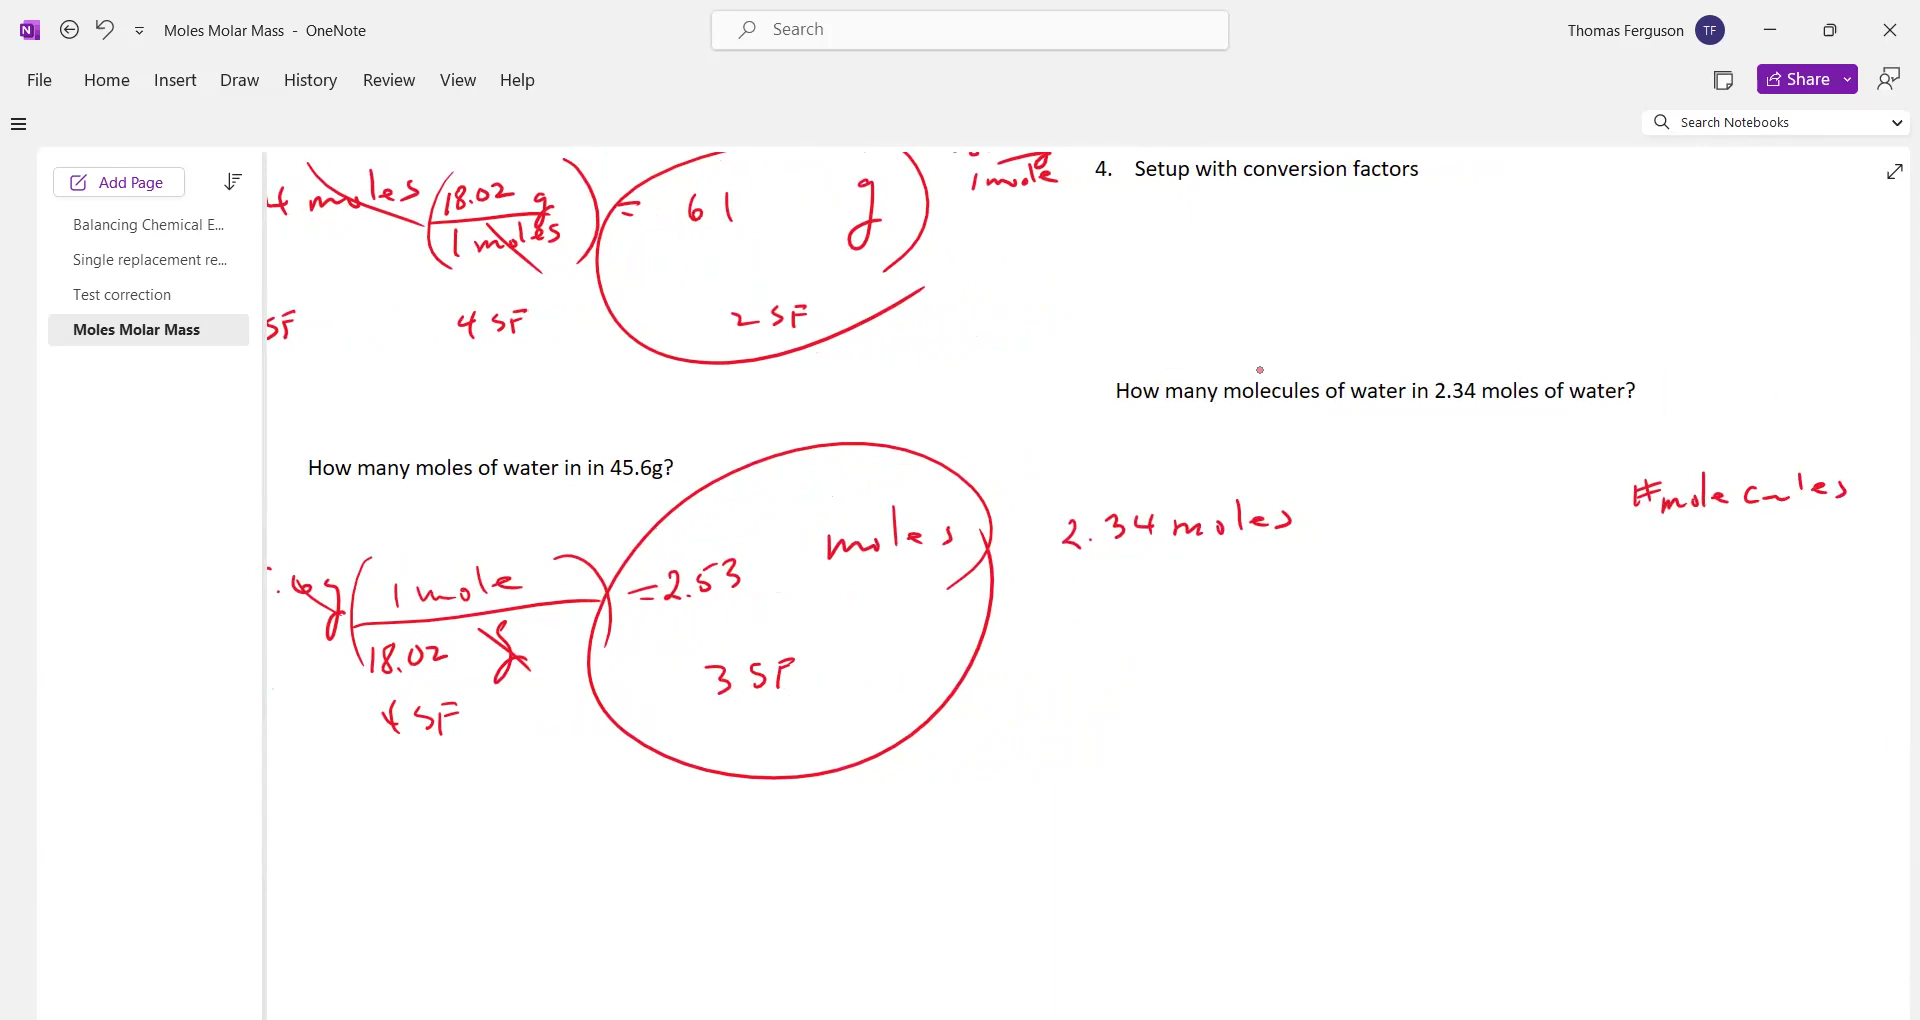 Moles Molar Mass - OneNote
Search
Thomas Ferguson
TF
File Home Insert Draw History Review View Help
Share
Search Notebooks
Add Page
Balancing Chemical E...
Single replacement re...
Test correction
Moles Molar Mass
4 moles (18.02 g / 1 moles) = 61 g
1 mole
SF 4 SF 2 SF
4. Setup with conversion factors
How many molecules of water in 2.34 moles of water?
How many moles of water in in 45.6g?
2.34 moles #molecules
g (1 mole / 18.02 g) = 2.53 moles
4 SF 3 SF